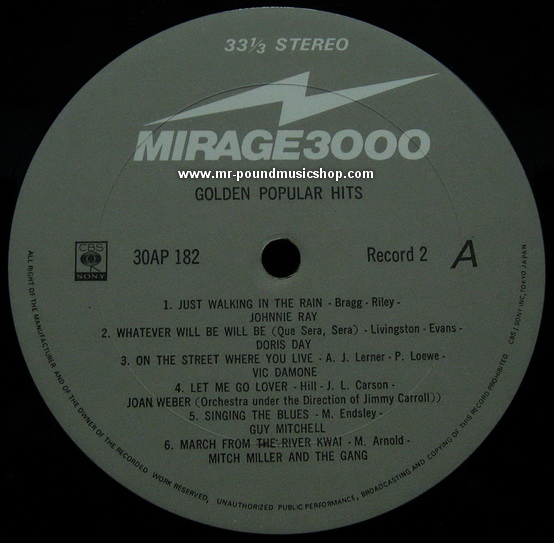 33⅓ STEREO
MIRAGE3000
www.mr-poundmusicshop.com
GOLDEN POPULAR HITS
CBS
SONY
30AP 182
Record 2 A
1. JUST WALKING IN THE RAIN - Bragg - Riley -
JOHNNIE RAY
2. WHATEVER WILL BE WILL BE (Que Sera, Sera) - Livingston - Evans -
DORIS DAY
3. ON THE STREET WHERE YOU LIVE - A. J. Lerner - P. Loewe -
VIC DAMONE
4. LET ME GO LOVER - Hill - J. L. Carson -
JOAN WEBER (Orchestra under the Direction of Jimmy Carroll))
5. SINGING THE BLUES - M. Endsley -
GUY MITCHELL
6. MARCH FROM THE RIVER KWAI - M. Arnold -
MITCH MILLER AND THE GANG
ALL RIGHT OF THE MANUFACTURER AND OF THE OWNER OF THE RECORDED WORK RESERVED, UNAUTHORIZED PUBLIC PERFORMANCE, BROADCASTING AND COPYING OF THIS RECORD PROHIBITED CBS/SONY INC, TOKYO JAPAN